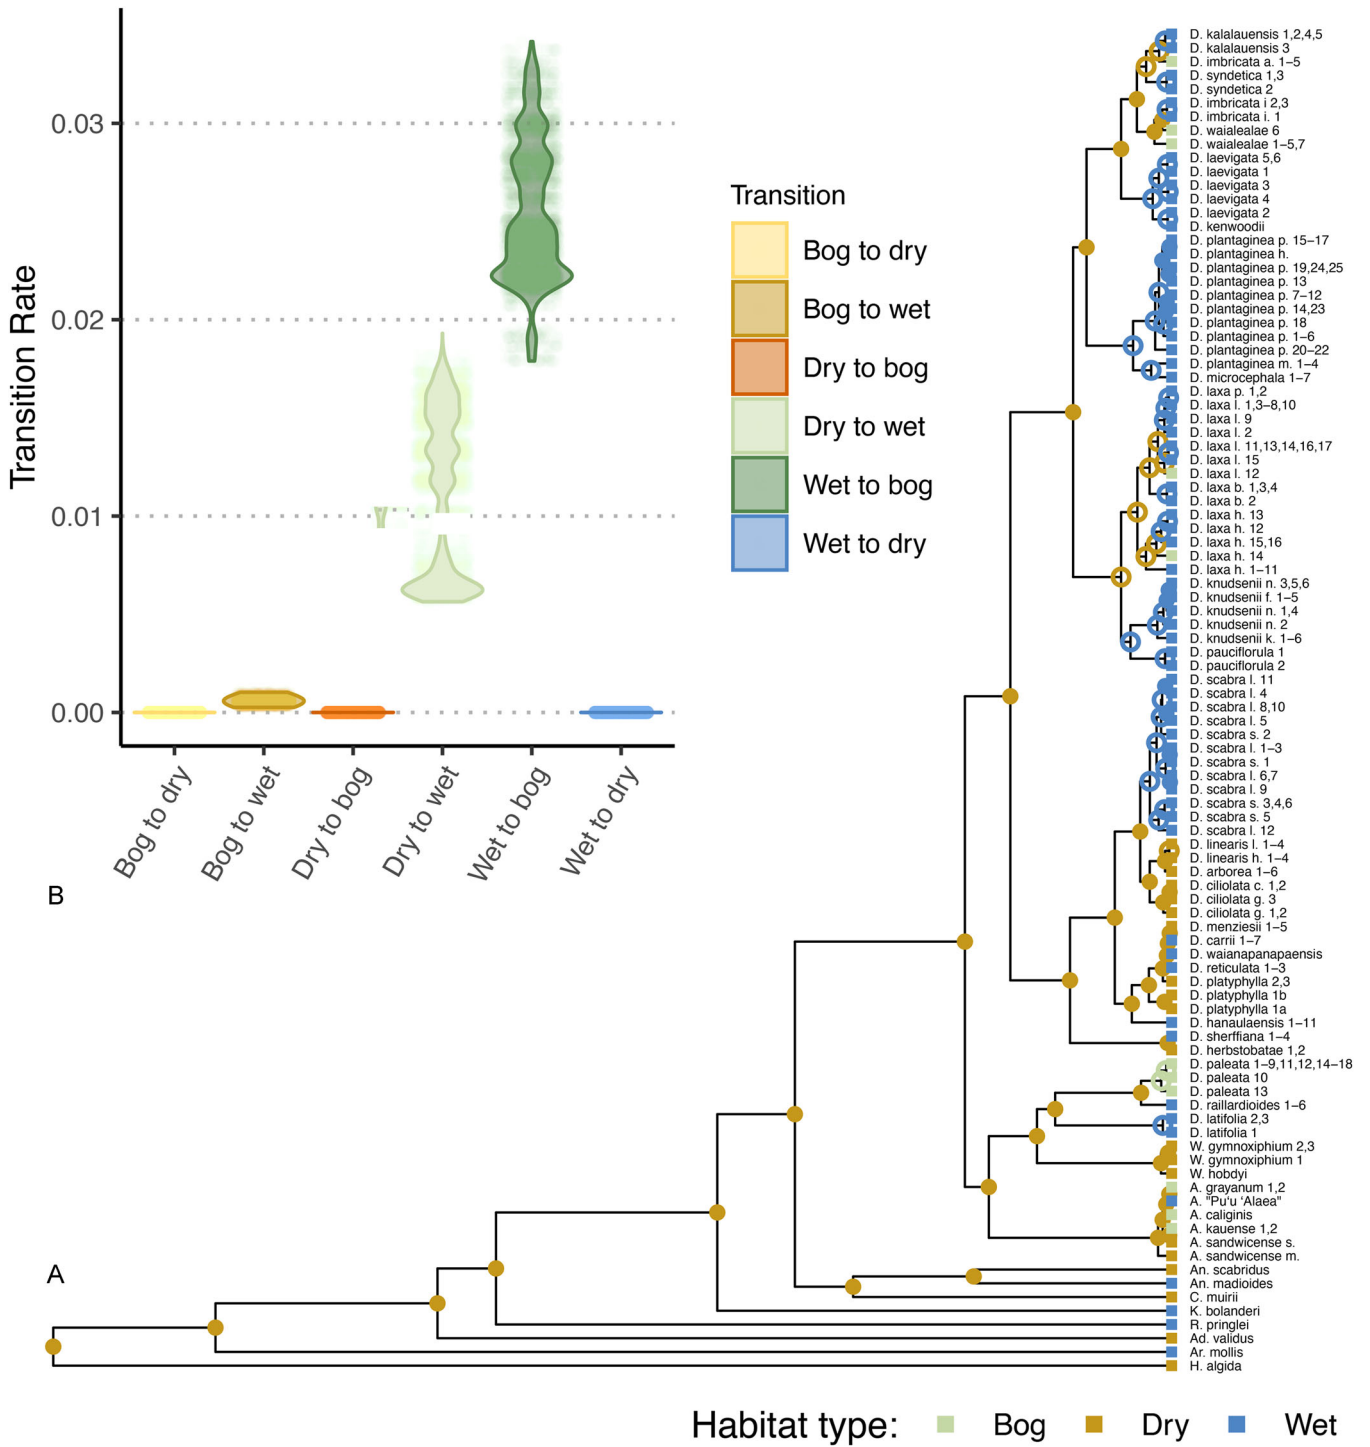 Transition Rate
0.03
0.02
0.01
0.00
Bog to dry
Bog to wet
Dry to bog
Dry to wet
Wet to bog
Wet to dry
B
Transition
Bog to dry
Bog to wet
Dry to bog
Dry to wet
Wet to bog
Wet to dry
D. kalalauensis 1,2,4,5
D. kalalauensis 3
D. imbricata a. 1–5
D. syndetica 1,3
D. syndetica 2
D. imbricata i 2,3
D. imbricata i. 1
D. waialealae 6
D. waialealae 1–5,7
D. laevigata 5,6
D. laevigata 1
D. laevigata 3
D. laevigata 4
D. laevigata 2
D. kenwoodii
D. plantaginea p. 15–17
D. plantaginea h.
D. plantaginea p. 19,24,25
D. plantaginea p. 13
D. plantaginea p. 7–12
D. plantaginea p. 14,23
D. plantaginea p. 18
D. plantaginea p. 1–6
D. plantaginea p. 20–22
D. plantaginea m. 1–4
D. microcephala 1–7
D. laxa p. 1,2
D. laxa l. 1,3–8,10
D. laxa l. 9
D. laxa l. 2
D. laxa l. 11,13,14,16,17
D. laxa l. 15
D. laxa l. 12
D. laxa b. 1,3,4
D. laxa b. 2
D. laxa h. 13
D. laxa h. 12
D. laxa h. 15,16
D. laxa h. 14
D. laxa h. 1–11
D. knudsenii n. 3,5,6
D. knudsenii f. 1–5
D. knudsenii n. 1,4
D. knudsenii n. 2
D. knudsenii k. 1–6
D. pauciflorula 1
D. pauciflorula 2
D. scabra l. 11
D. scabra l. 4
D. scabra l. 8,10
D. scabra l. 5
D. scabra s. 2
D. scabra l. 1–3
D. scabra s. 1
D. scabra l. 6,7
D. scabra l. 9
D. scabra s. 3,4,6
D. scabra s. 5
D. scabra l. 12
D. linearis l. 1–4
D. linearis h. 1–4
D. arborea 1–6
D. ciliolata c. 1,2
D. ciliolata g. 3
D. ciliolata g. 1,2
D. menziesii 1–5
D. carrii 1–7
D. waianapanapaensis
D. reticulata 1–3
D. platyphylla 2,3
D. platyphylla 1b
D. platyphylla 1a
D. hanaulaensis 1–11
D. sherffiana 1–4
D. herbstobatae 1,2
D. paleata 1–9,11,12,14–18
D. paleata 10
D. paleata 13
D. raillardioides 1–6
D. latifolia 2,3
D. latifolia 1
W. gymnoxiphium 2,3
W. gymnoxiphium 1
W. hobdyi
A. grayanum 1,2
A. "Pu‘u ‘Alaea"
A. caliginis
A. kauense 1,2
A. sandwicense s.
A. sandwicense m.
An. scabridus
An. madioides
C. muirii
K. bolanderi
R. pringlei
Ad. validus
Ar. mollis
H. algida
A
Habitat type: Bog Dry Wet